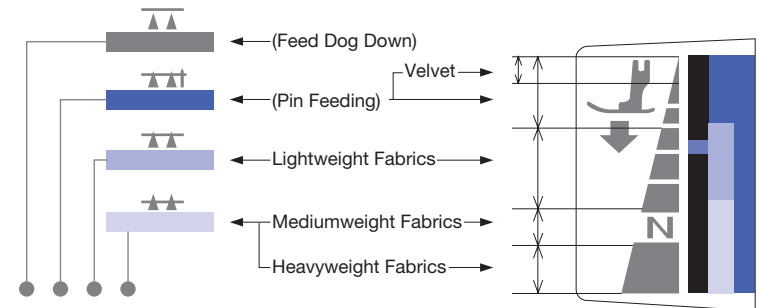 (Feed Dog Down)
Velvet
(Pin Feeding)
Lightweight Fabrics
Mediumweight Fabrics
N
Heavyweight Fabrics